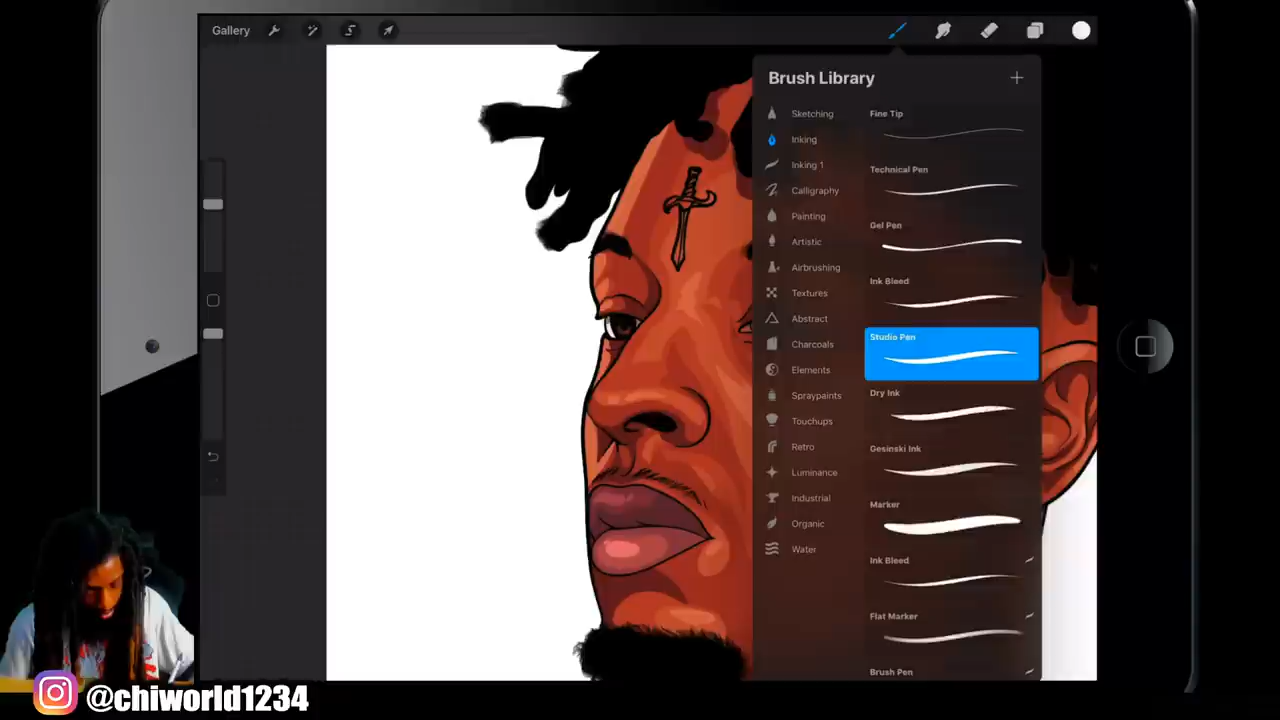 Gallery
Brush Library
Sketching
Inking
Inking 1
Calligraphy
Painting
Artistic
Airbrushing
Textures
Abstract
Charcoals
Elements
Spraypaints
Touchups
Retro
Luminance
Industrial
Organic
Water
Fine Tip
Technical Pen
Gel Pen
Ink Bleed
Studio Pen
Dry Ink
Gesinski Ink
Marker
Ink Bleed
Flat Marker
Brush Pen
@chiworld1234